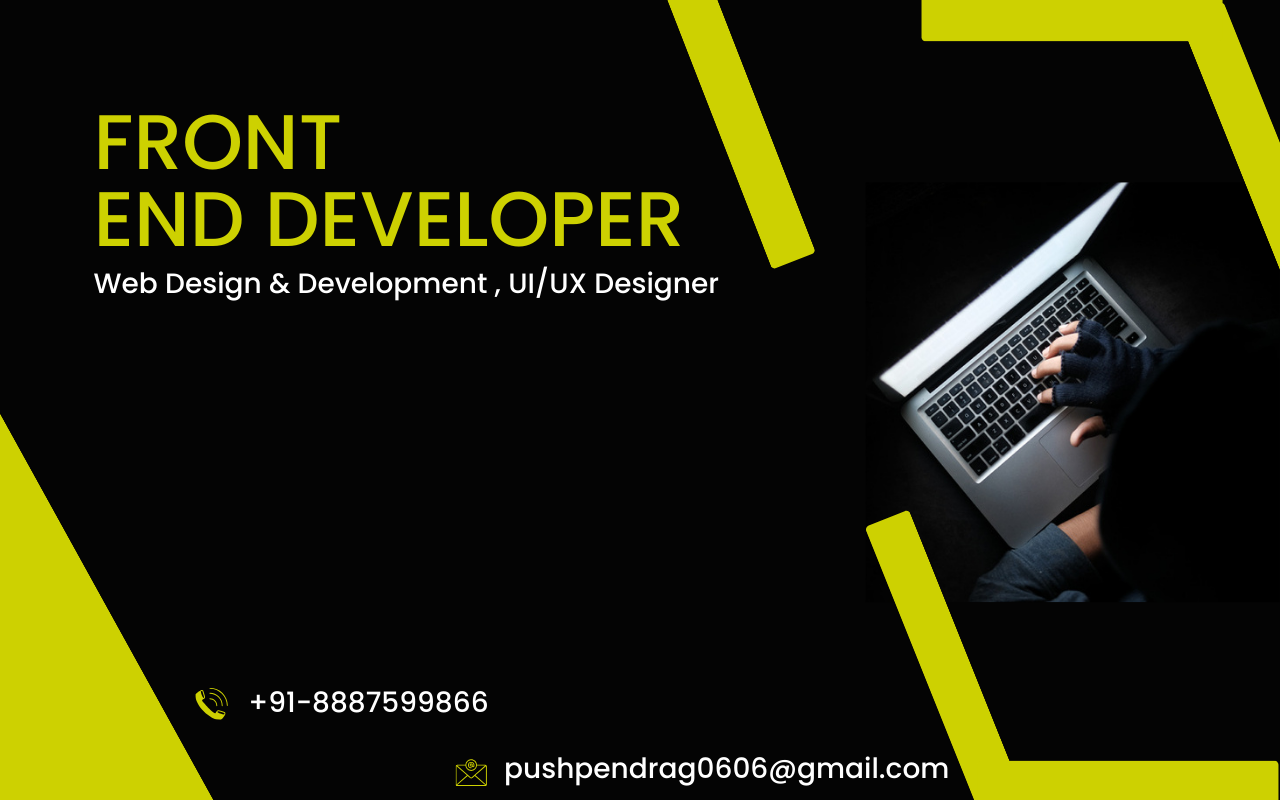 FRONT
END DEVELOPER
Web Design & Development , UI/UX Designer
+91-8887599866
pushpendrag0606@gmail.com